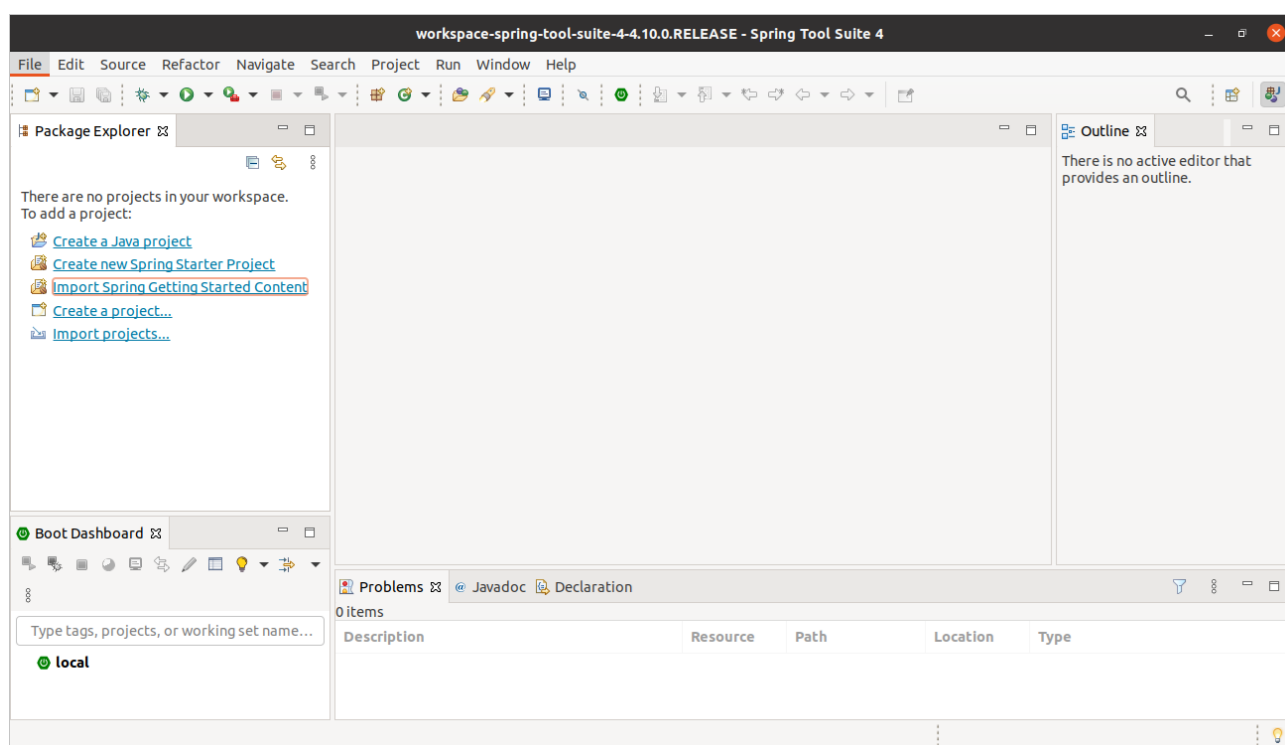 workspace-spring-tool-suite-4-4.10.0.RELEASE - Spring Tool Suite 4
File Edit Source Refactor Navigate Search Project Run Window Help
Package Explorer
There are no projects in your workspace.
To add a project:
Create a Java project
Create new Spring Starter Project
Import Spring Getting Started Content
Create a project...
Import projects...
Outline
There is no active editor that
provides an outline.
Boot Dashboard
Type tags, projects, or working set name...
local
Problems @ Javadoc Declaration
0 items
Description Resource Path Location Type